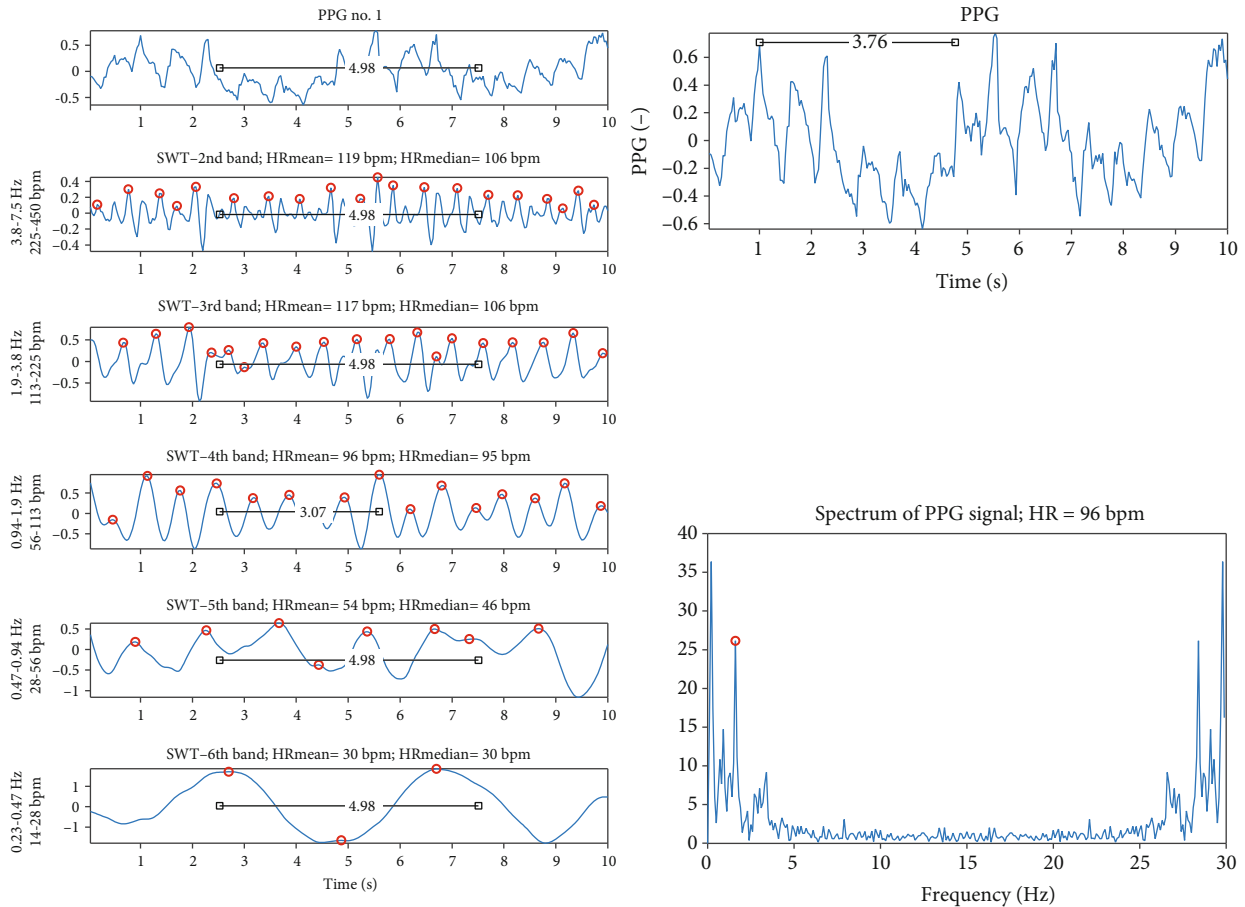 PPG no. 1
0.5
0
−0.5
4.98
1 2 3 4 5 6 7 8 9 10
SWT–2nd band; HRmean= 119 bpm; HRmedian= 106 bpm
3.8-7.5 Hz
225-450 bpm
0.4
0.2
0
−0.2
−0.4
4.98
1 2 3 4 5 6 7 8 9 10
SWT–3rd band; HRmean= 117 bpm; HRmedian= 106 bpm
1.9-3.8 Hz
113-225 bpm
0.5
0
−0.5
4.98
1 2 3 4 5 6 7 8 9 10
SWT–4th band; HRmean= 96 bpm; HRmedian= 95 bpm
0.94-1.9 Hz
56-113 bpm
0.5
0
−0.5
3.07
1 2 3 4 5 6 7 8 9 10
SWT–5th band; HRmean= 54 bpm; HRmedian= 46 bpm
0.47-0.94 Hz
28-56 bpm
0.5
0
−0.5
−1
4.98
1 2 3 4 5 6 7 8 9 10
SWT–6th band; HRmean= 30 bpm; HRmedian= 30 bpm
0.23-0.47 Hz
14-28 bpm
1
0
−1
4.98
1 2 3 4 5 6 7 8 9 10
Time (s)
PPG
PPG (−)
0.6
0.4
0.2
0
−0.2
−0.4
−0.6
3.76
1 2 3 4 5 6 7 8 9 10
Time (s)
Spectrum of PPG signal; HR = 96 bpm
40
35
30
25
20
15
10
5
0
0 5 10 15 20 25 30
Frequency (Hz)